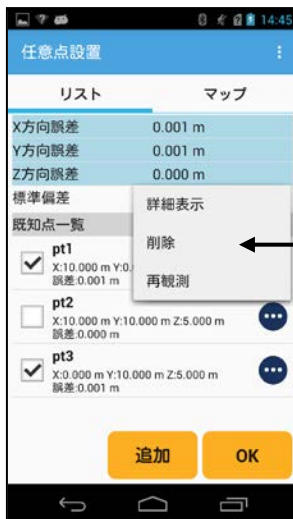 14:45
任意点設置
リスト マップ
X方向誤差 0.001 m
Y方向誤差 0.001 m
Z方向誤差 0.000 m
標準偏差
詳細表示
既知点一覧
削除
再観測
pt1
X:10.000 m Y:0.
誤差:0.001 m
pt2
X:10.000 m Y:10.000 m Z:5.000 m
誤差:0.000 m
pt3
X:0.000 m Y:10.000 m Z:5.000 m
誤差:0.001 m
追加 OK